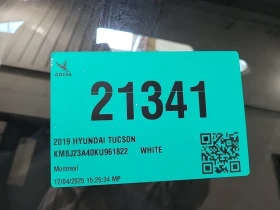 21341
2019 HYUNDAI TUCSON
KM8J23A40KU961822 WHITE
Montreal
12/04/2025 15:25:34 MP